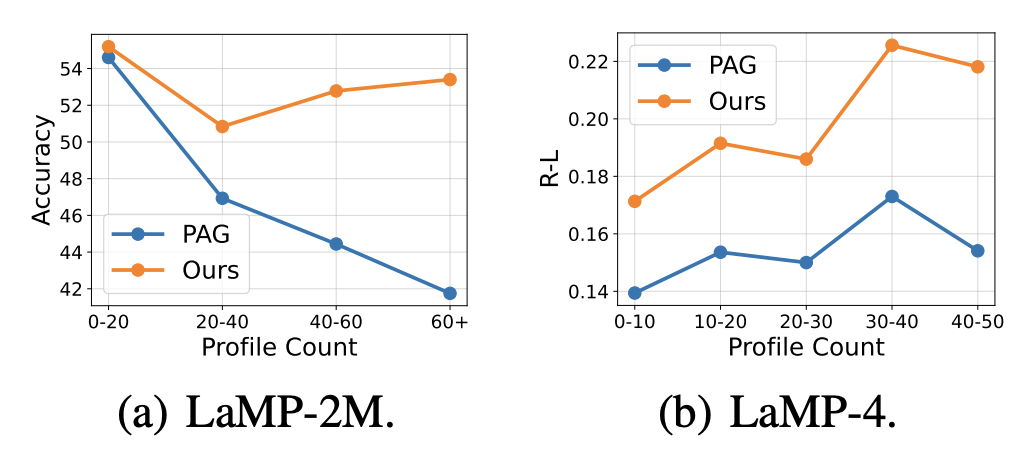 54
52
50
48
46
44
42
Accuracy
PAG
Ours
0-20 20-40 40-60 60+
Profile Count
(a) LaMP-2M.
0.22
0.20
0.18
0.16
0.14
R-L
PAG
Ours
0-10 10-20 20-30 30-40 40-50
Profile Count
(b) LaMP-4.